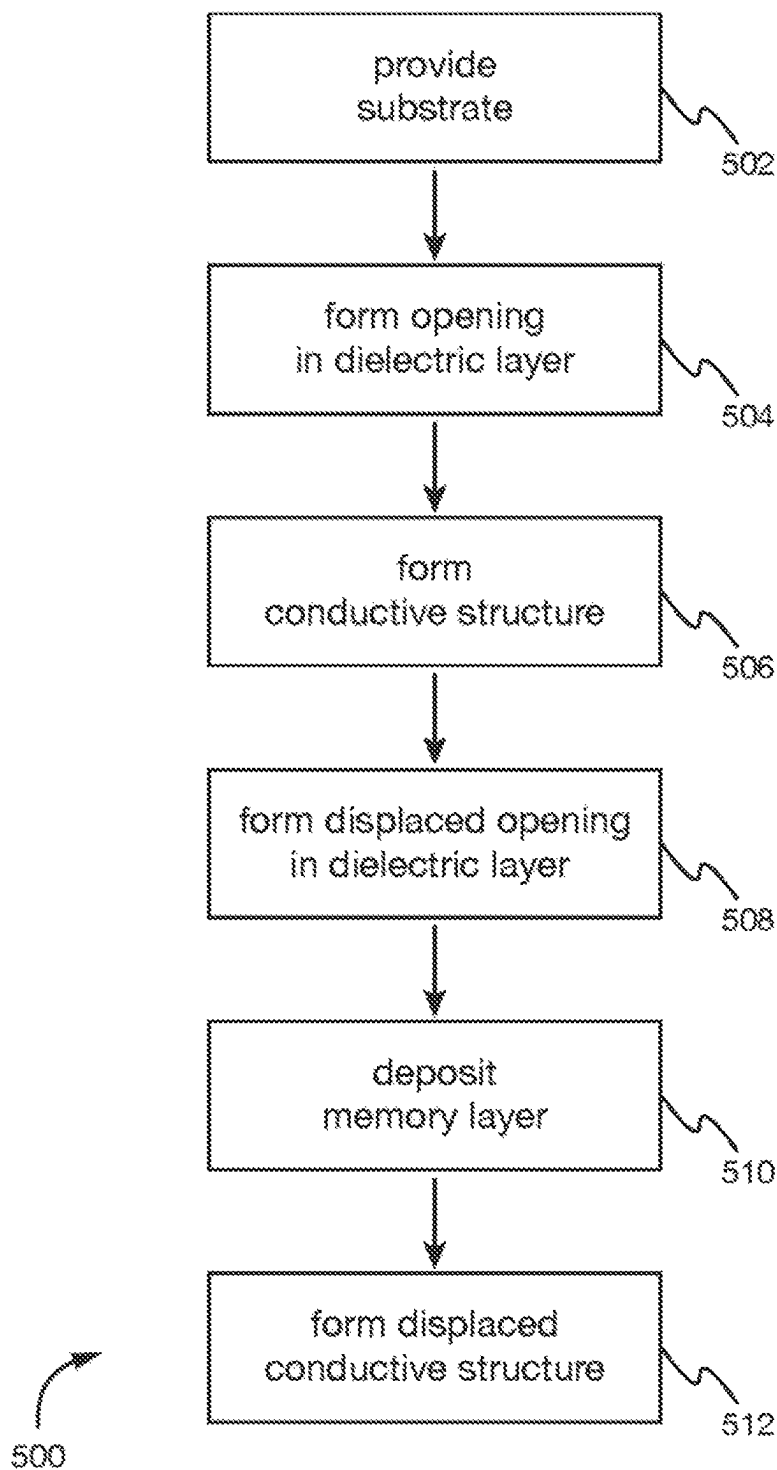 provide
substrate
502
form opening
in dielectric layer
504
form
conductive structure
506
form displaced opening
in dielectric layer
508
deposit
memory layer
510
form displaced
conductive structure
512
500